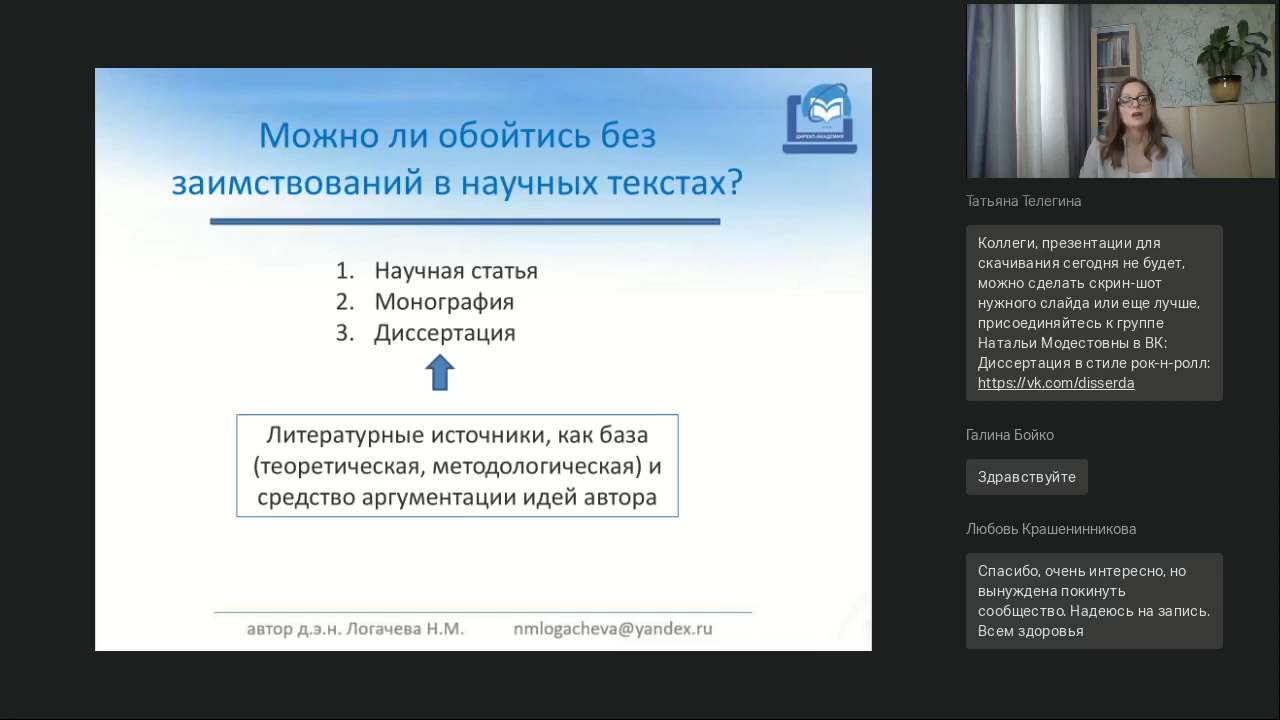 Можно ли обойтись без
заимствований в научных текстах?
ДИРЕКТ-АКАДЕМИЯ
1. Научная статья
2. Монография
3. Диссертация
Литературные источники, как база
(теоретическая, методологическая) и
средство аргументации идей автора
автор д.э.н. Логачева Н.М. nmlogacheva@yandex.ru
Татьяна Телегина
Коллеги, презентации для
скачивания сегодня не будет,
можно сделать скрин-шот
нужного слайда или еще лучше,
присоединяйтесь к группе
Натальи Модестовны в ВК:
Диссертация в стиле рок-н-ролл:
https://vk.com/disserda
Галина Бойко
Здравствуйте
Любовь Крашенинникова
Спасибо, очень интересно, но
вынуждена покинуть
сообщество. Надеюсь на запись.
Всем здоровья